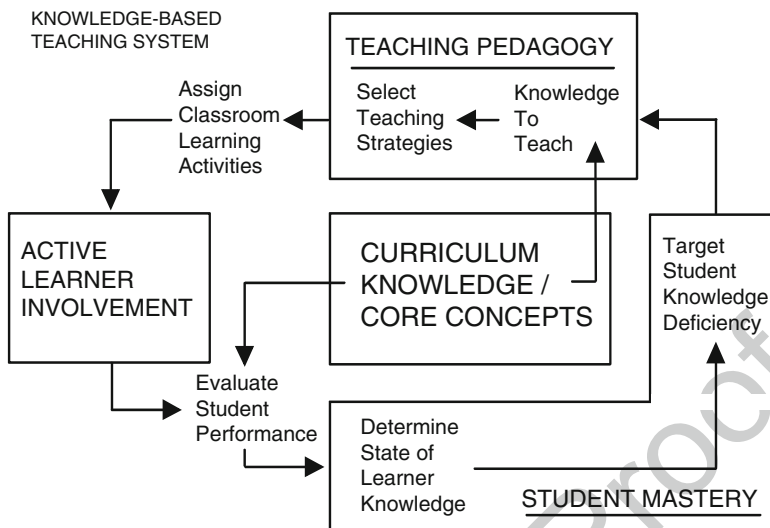 KNOWLEDGE-BASED
TEACHING SYSTEM
TEACHING PEDAGOGY
Assign
Classroom
Learning
Activities
Select
Teaching
Strategies
Knowledge
To
Teach
ACTIVE
LEARNER
INVOLVEMENT
CURRICULUM
KNOWLEDGE /
CORE CONCEPTS
Target
Student
Knowledge
Deficiency
Evaluate
Student
Performance
Determine
State of
Learner
Knowledge
STUDENT MASTERY
Proof